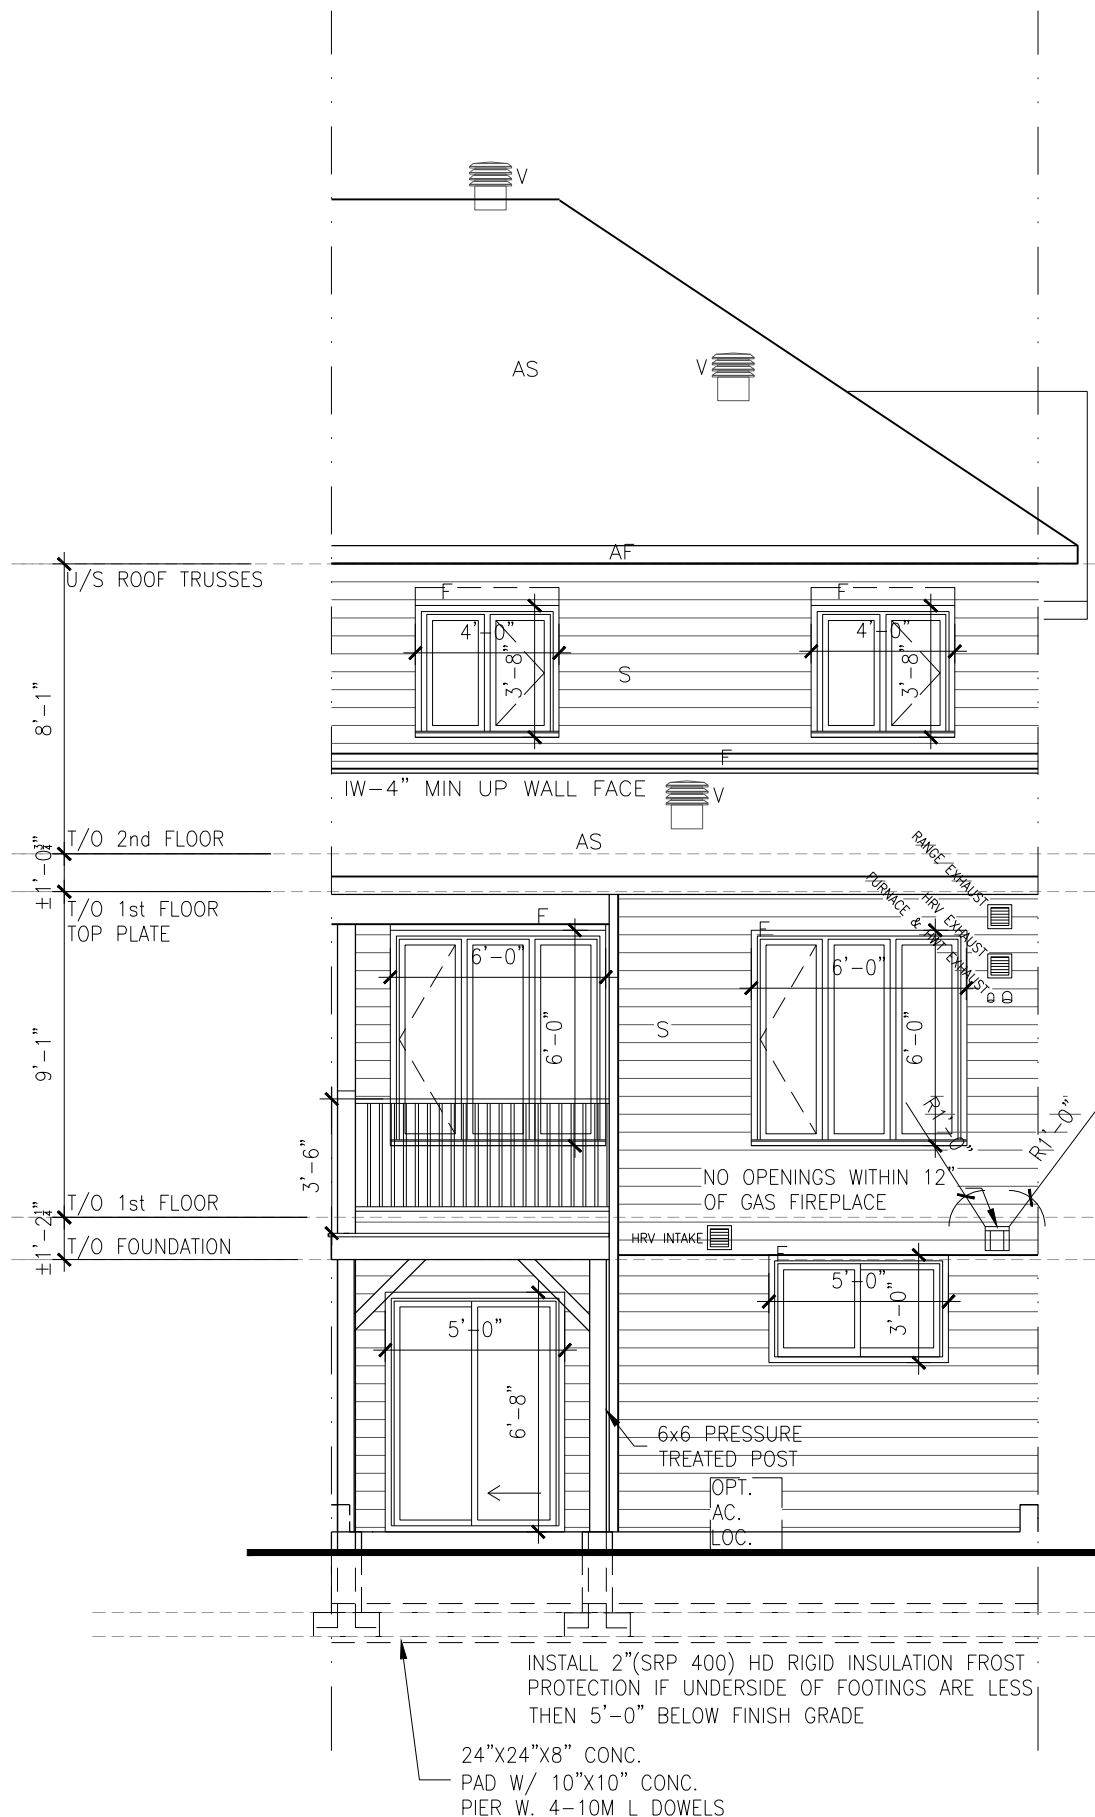 V
AS
V
AF
U/S ROOF TRUSSES
F
F
4'-0"
4'-0"
3'-8"
3'-8"
S
8'-1"
F
IW-4" MIN UP WALL FACE
V
T/O 2nd FLOOR
AS
RANGE EXHAUST
HRV EXHAUST
FURNACE & HWT EXHAUST
T/O 1st FLOOR
TOP PLATE
F
F
6'-0"
6'-0"
6'-0"
6'-0"
S
9'-1"
R1'-0"
R1'-0"
3'-6"
NO OPENINGS WITHIN 12"
OF GAS FIREPLACE
T/O 1st FLOOR
HRV INTAKE
T/O FOUNDATION
F
5'-0"
3'-0"
5'-0"
6'-8"
6x6 PRESSURE
TREATED POST
OPT.
AC.
LOC.
INSTALL 2"(SRP 400) HD RIGID INSULATION FROST
PROTECTION IF UNDERSIDE OF FOOTINGS ARE LESS
THEN 5'-0" BELOW FINISH GRADE
24"X24"X8" CONC.
PAD W/ 10"X10" CONC.
PIER W. 4-10M L DOWELS